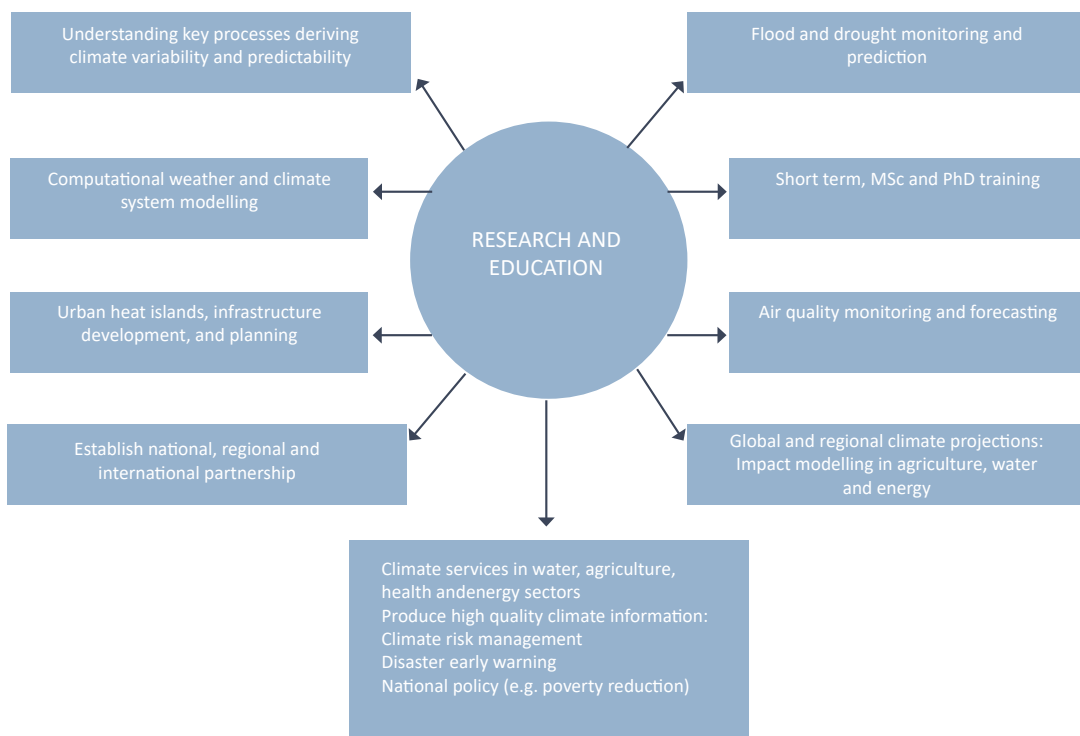 Understanding key processes deriving
climate variability and predictability
Flood and drought monitoring and
prediction
Computational weather and climate
system modelling
Short term, MSc and PhD training
RESEARCH AND
EDUCATION
Urban heat islands, infrastructure
development, and planning
Air quality monitoring and forecasting
Establish national, regional and
international partnership
Global and regional climate projections:
Impact modelling in agriculture, water
and energy
Climate services in water, agriculture,
health andenergy sectors
Produce high quality climate information:
Climate risk management
Disaster early warning
National policy (e.g. poverty reduction)